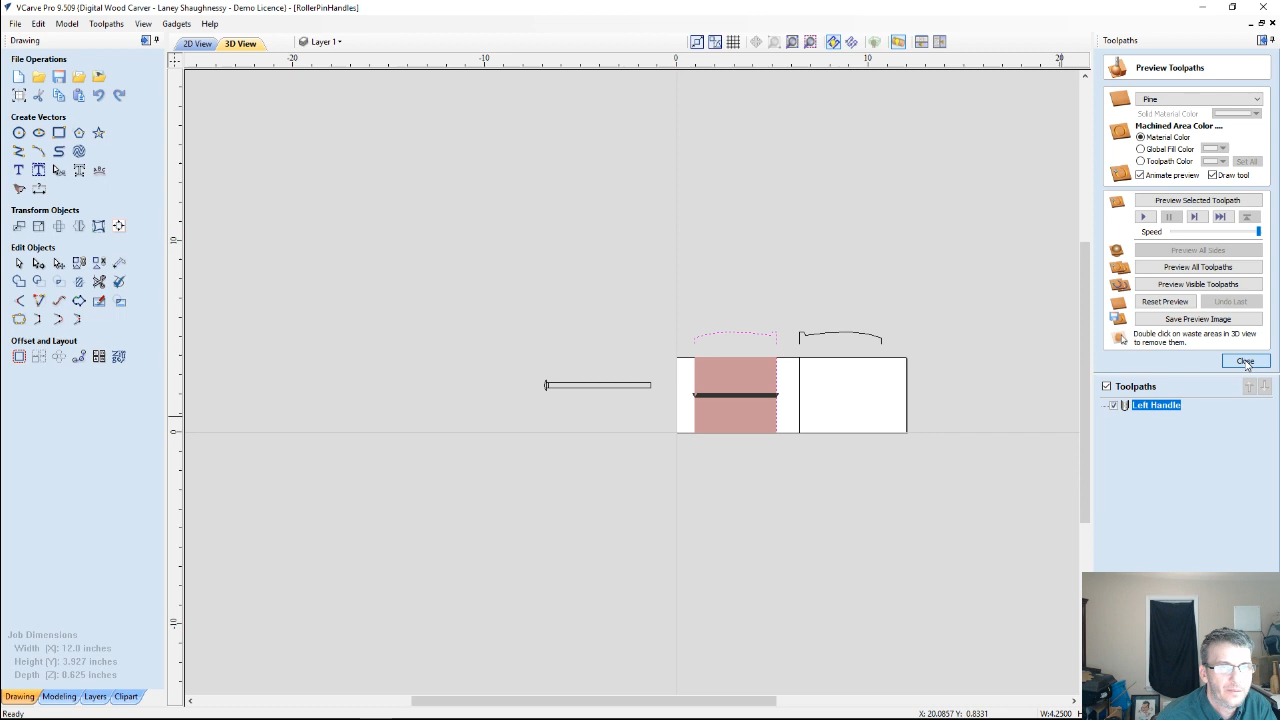 VCarve Pro 9.509 {Digital Wood Carver - Laney Shaughnessy - Demo Licence} - [RollerPinHandles]
File Edit Model Toolpaths View Gadgets Help
Drawing
2D View 3D View Layer 1
Toolpaths
File Operations
Create Vectors
Transform Objects
Edit Objects
Offset and Layout
-20 -10 0 10 20
10
0
-10
Preview Toolpaths
Pine
Solid Material Color
Machined Area Color ....
Material Color
Global Fill Color
Toolpath Color Set All
Animate preview Draw tool
Preview Selected Toolpath
Speed
Preview All Sides
Preview All Toolpaths
Preview Visible Toolpaths
Reset Preview Undo Last
Save Preview Image
Double click on waste areas in 3D view
to remove them.
Close
Toolpaths
Left Handle
Job Dimensions
Width [X]: 12.0 inches
Height [Y]: 3.927 inches
Depth [Z]: 0.625 inches
Drawing Modeling Layers Clipart
Ready
X: 20.0857 Y: 0.8331
W:4.2500 H